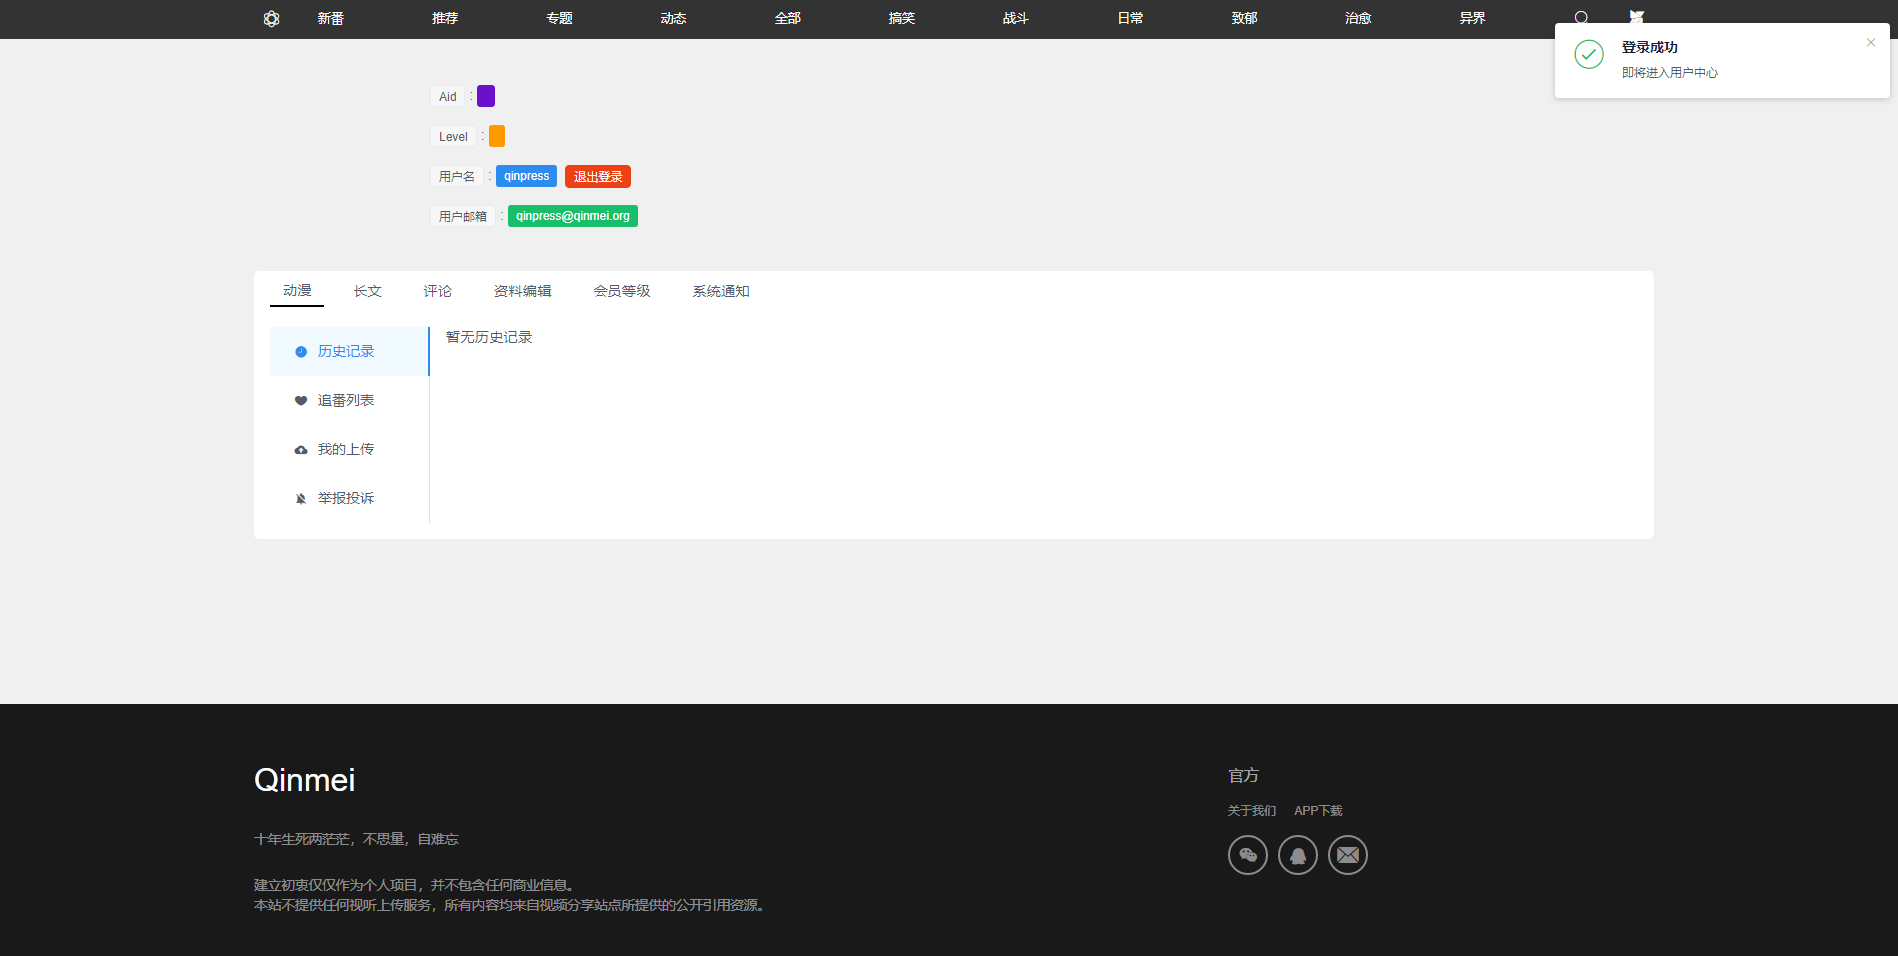 新番 推荐 专题 动态 全部 搞笑 战斗 日常 致郁 治愈 异界
登录成功
即将进入用户中心
Aid :
Level :
用户名 : qinpress 退出登录
用户邮箱 : qinpress@qinmei.org
动漫 长文 评论 资料编辑 会员等级 系统通知
历史记录
暂无历史记录
追番列表
我的上传
举报投诉
Qinmei
官方
关于我们 APP下载
十年生死两茫茫，不思量，自难忘
建立初衷仅仅作为个人项目，并不包含任何商业信息。
本站不提供任何视听上传服务，所有内容均来自视频分享站点所提供的公开引用资源。